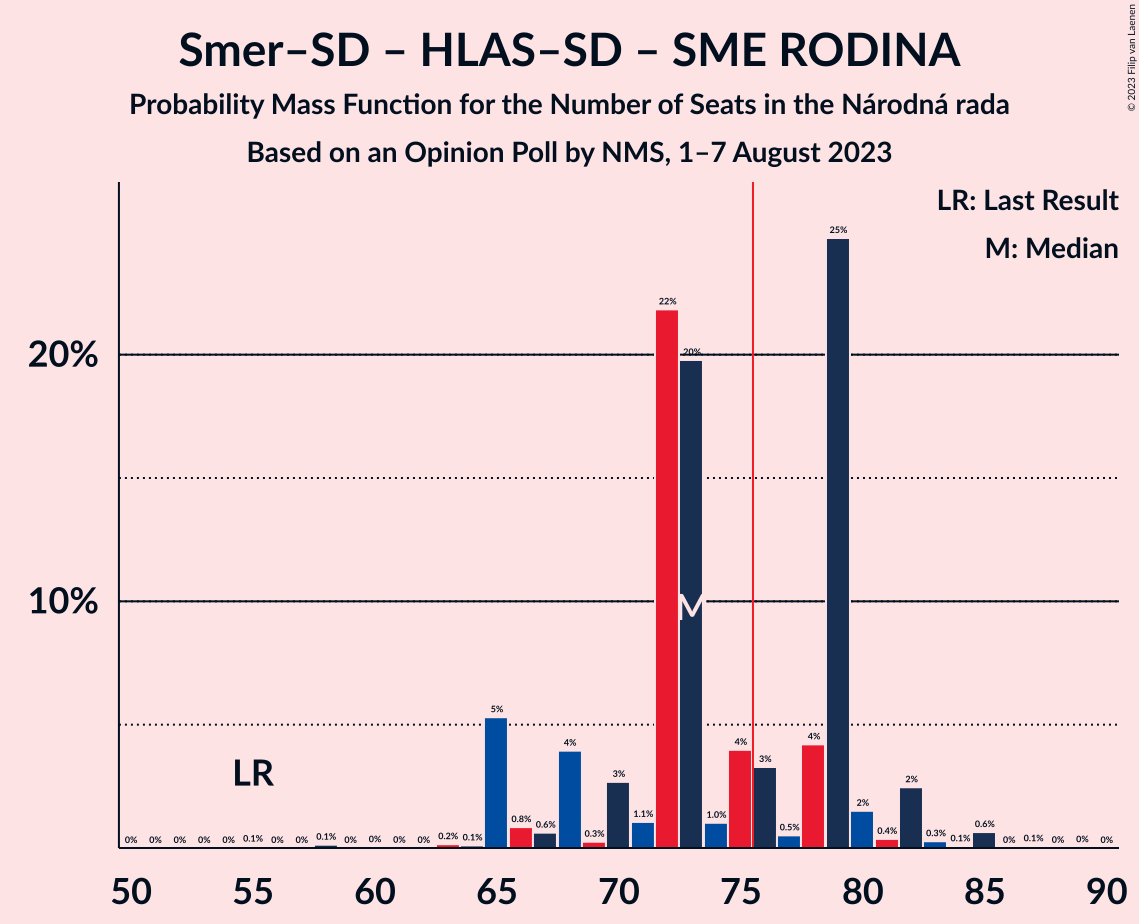 Smer–SD – HLAS–SD – SME RODINA
Probability Mass Function for the Number of Seats in the Národná rada
Based on an Opinion Poll by NMS, 1–7 August 2023
© 2023 Filip van Laenen
LR: Last Result
M: Median
20%
10%
LR
M
0% 0% 0% 0% 0% 0.1% 0% 0% 0.1% 0% 0% 0% 0% 0.2% 0.1% 5% 0.8% 0.6% 4% 0.3% 3% 1.1% 22% 20% 1.0% 4% 3% 0.5% 4% 25% 2% 0.4% 2% 0.3% 0.1% 0.6% 0% 0.1% 0% 0% 0%
50 55 60 65 70 75 80 85 90